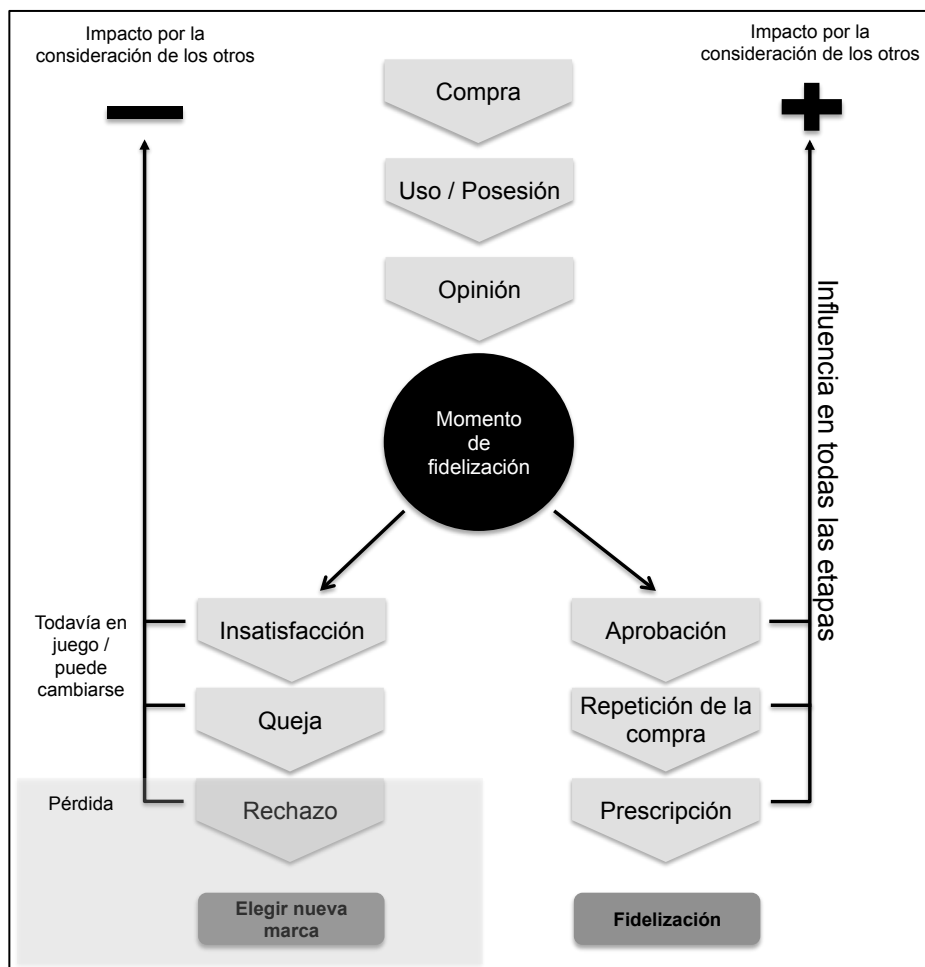 Impacto por la
consideración de los otros
Impacto por la
consideración de los otros
Compra
Uso / Posesión
Opinión
Momento
de
fidelización
Influencia en todas las etapas
Todavía en
juego /
puede
cambiarse
Insatisfacción
Aprobación
Queja
Repetición de la
compra
Pérdida
Rechazo
Prescripción
Elegir nueva
marca
Fidelización